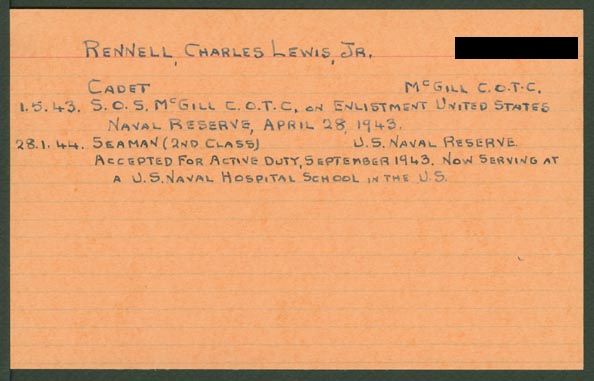 Rennell, Charles Lewis, Jr.
Cadet McGill C.O.T.C.
1.5.43. S.O.S. McGill C.O.T.C. on Enlistment United States
Naval Reserve, April 28, 1943.
28.1.44. Seaman (2nd Class) U.S. Naval Reserve
Accepted for Active Duty, September 1943. Now Serving at
a U.S. Naval Hospital School in the U.S.